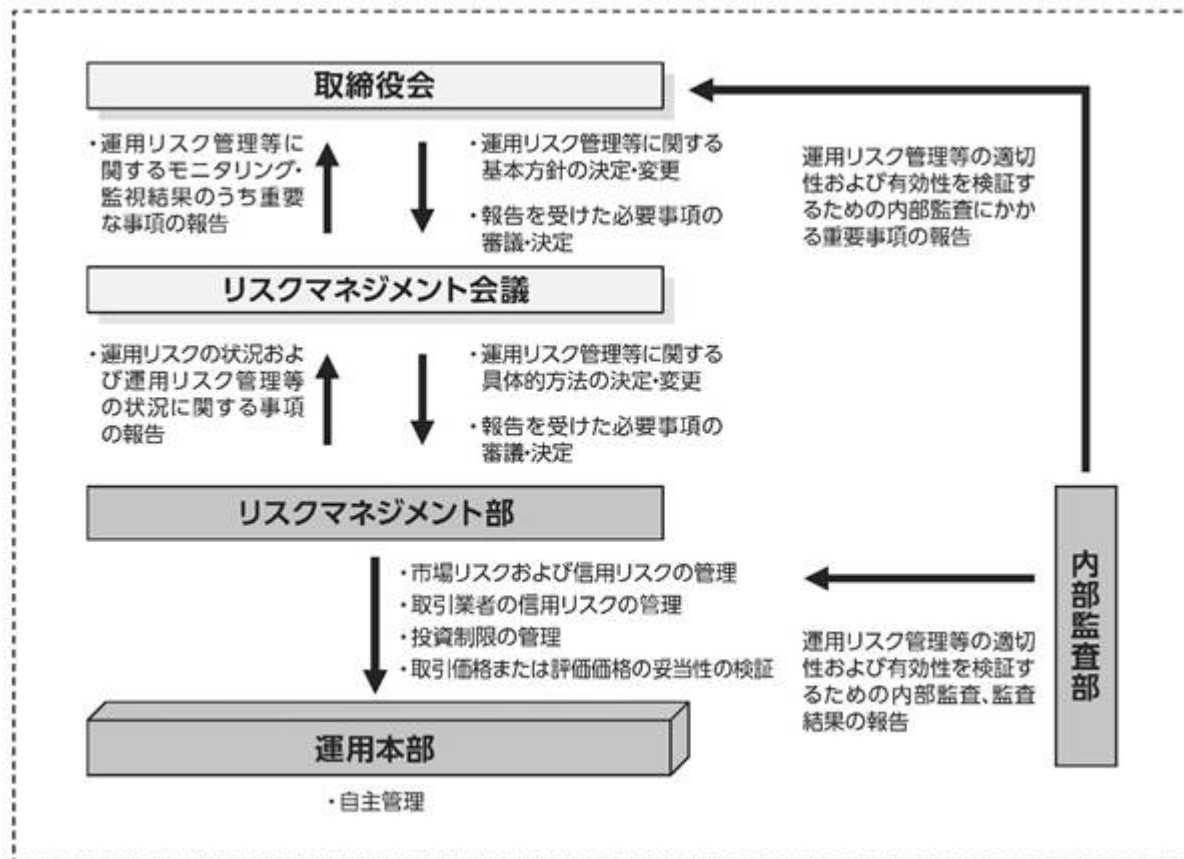 取締役会
・運用リスク管理等に
関するモニタリング・
監視結果のうち重要
な事項の報告
・運用リスク管理等に関する
基本方針の決定・変更
・報告を受けた必要事項の
審議・決定
運用リスク管理等の適切
性および有効性を検証す
るための内部監査にかか
る重要事項の報告
リスクマネジメント会議
・運用リスクの状況およ
び運用リスク管理等
の状況に関する事項
の報告
・運用リスク管理等に関する
具体的方法の決定・変更
・報告を受けた必要事項の
審議・決定
リスクマネジメント部
・市場リスクおよび信用リスクの管理
・取引業者の信用リスクの管理
・投資制限の管理
・取引価格または評価価格の妥当性の検証
内部監査部
運用リスク管理等の適切
性および有効性を検証す
るための内部監査、監査
結果の報告
運用本部
・自主管理